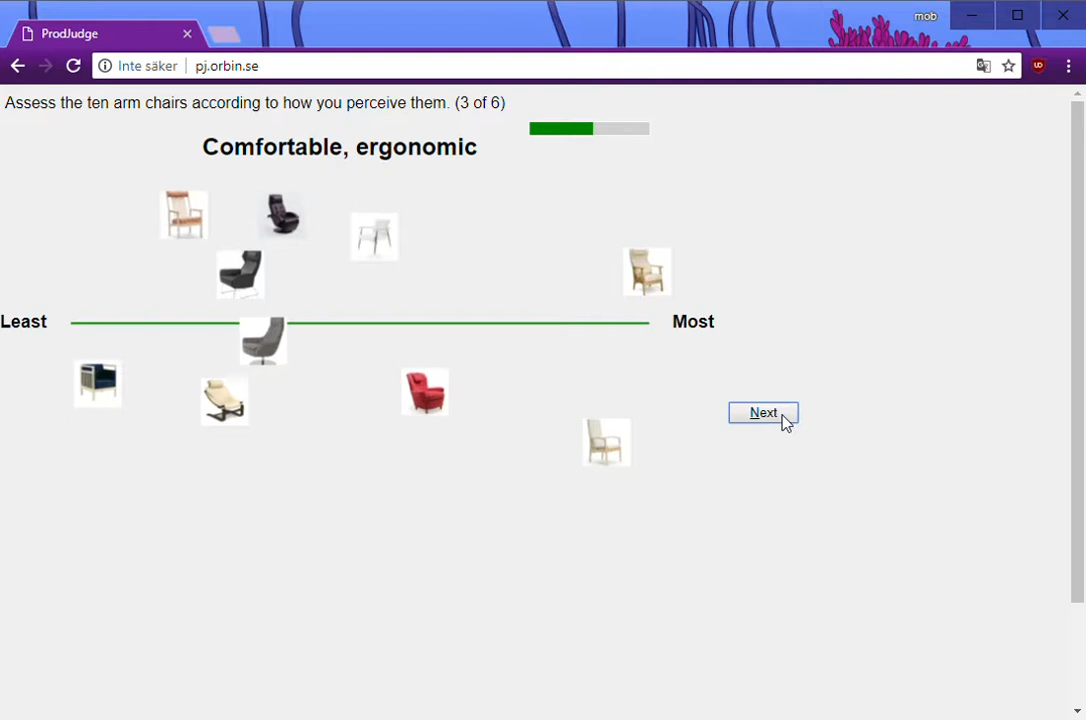 mob
ProdJudge
Inte säker pj.orbin.se
UD
Assess the ten arm chairs according to how you perceive them. (3 of 6)
Comfortable, ergonomic
Least
Most
Next